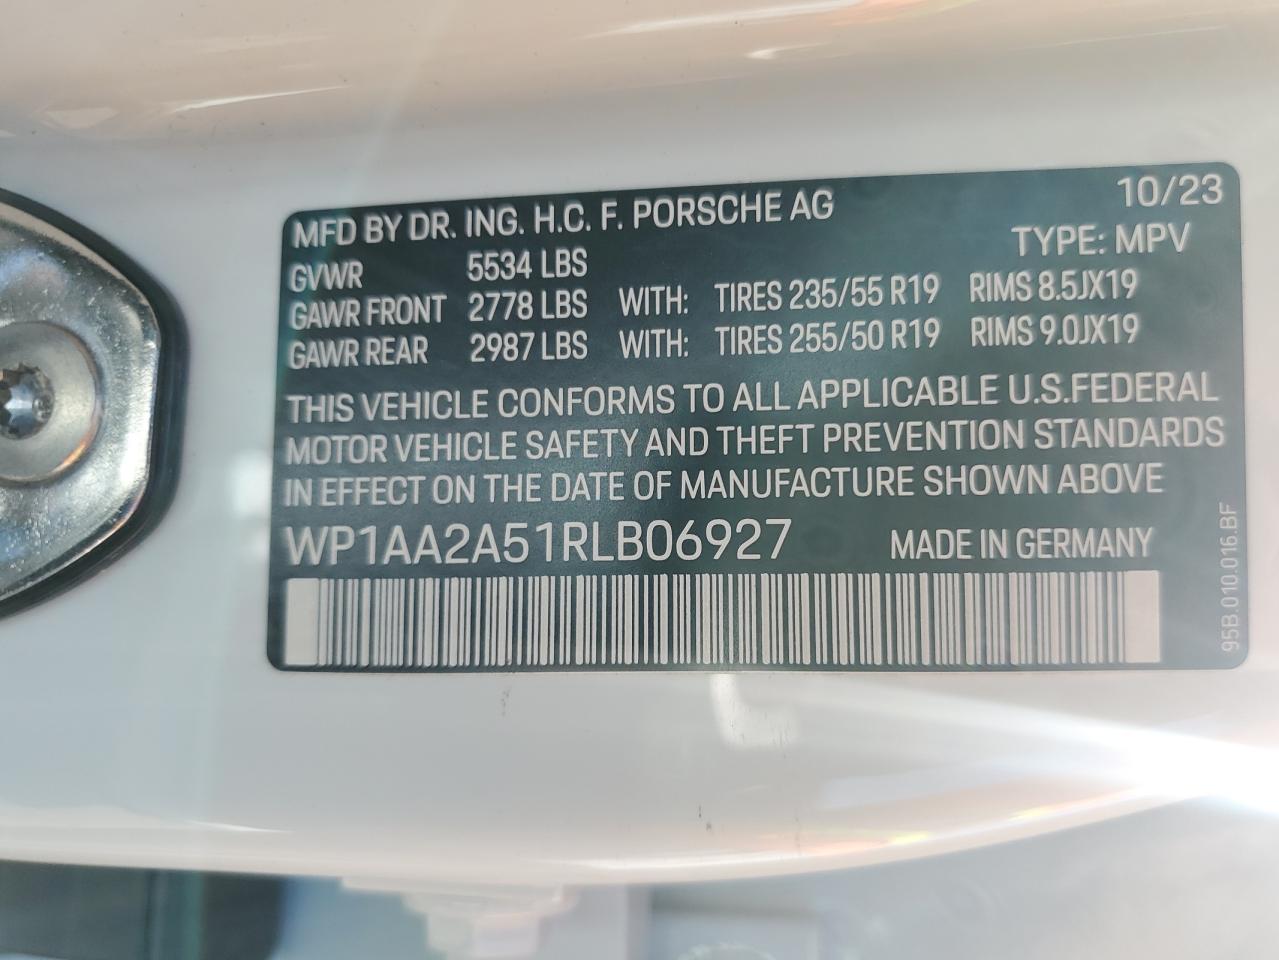 MFD BY DR. ING. H.C. F. PORSCHE AG 10/23
GVWR 5534 LBS TYPE: MPV
GAWR FRONT 2778 LBS WITH: TIRES 235/55 R19 RIMS 8.5JX19
GAWR REAR 2987 LBS WITH: TIRES 255/50 R19 RIMS 9.0JX19
THIS VEHICLE CONFORMS TO ALL APPLICABLE U.S.FEDERAL
MOTOR VEHICLE SAFETY AND THEFT PREVENTION STANDARDS
IN EFFECT ON THE DATE OF MANUFACTURE SHOWN ABOVE
WP1AA2A51RLB06927 MADE IN GERMANY
95B.010.016.BF